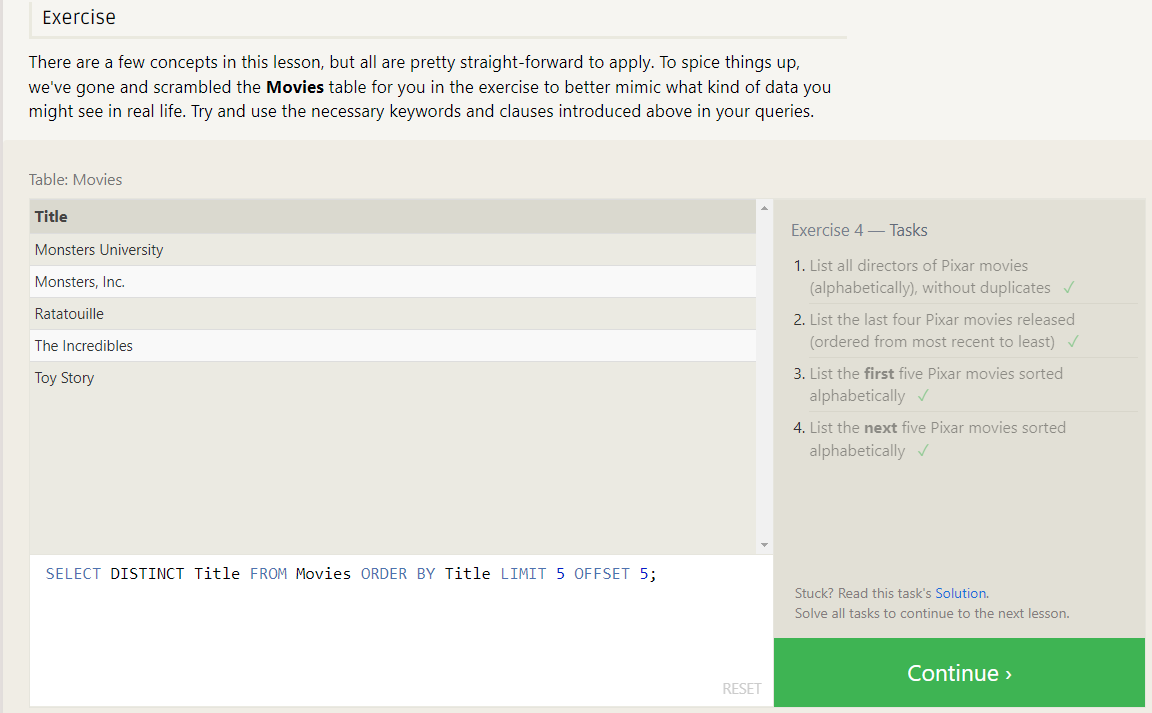 Exercise
There are a few concepts in this lesson, but all are pretty straight-forward to apply. To spice things up,
we've gone and scrambled the Movies table for you in the exercise to better mimic what kind of data you
might see in real life. Try and use the necessary keywords and clauses introduced above in your queries.
Table: Movies
Title
Monsters University
Monsters, Inc.
Ratatouille
The Incredibles
Toy Story
SELECT DISTINCT Title FROM Movies ORDER BY Title LIMIT 5 OFFSET 5;
RESET
Exercise 4 — Tasks
1. List all directors of Pixar movies
(alphabetically), without duplicates ✓
2. List the last four Pixar movies released
(ordered from most recent to least) ✓
3. List the first five Pixar movies sorted
alphabetically ✓
4. List the next five Pixar movies sorted
alphabetically ✓
Stuck? Read this task's Solution.
Solve all tasks to continue to the next lesson.
Continue ›